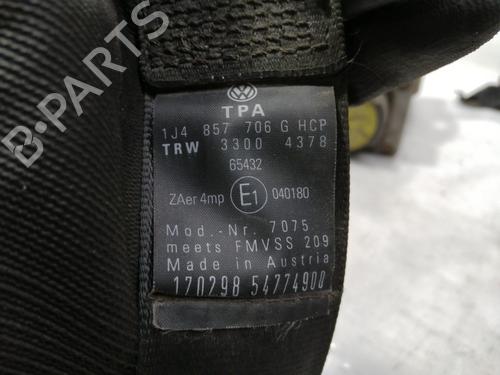 TPA
1J4 857 706 G HCP
TRW 3300 4378
65432
ZAer 4mp E1 040180
Mod.-Nr. 7075
meets FMVSS 209
Made in Austria
170298 54774900
B-PARTS